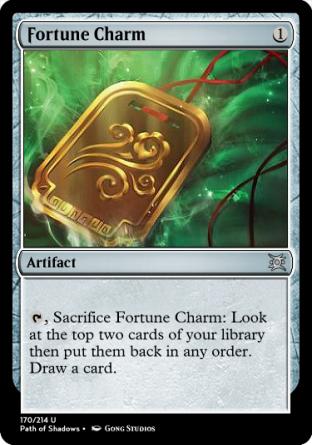 Fortune Charm 1
Artifact
, Sacrifice Fortune Charm: Look
at the top two cards of your library
then put them back in any order.
Draw a card.
170/214 U
Path of Shadows • Gong Studios